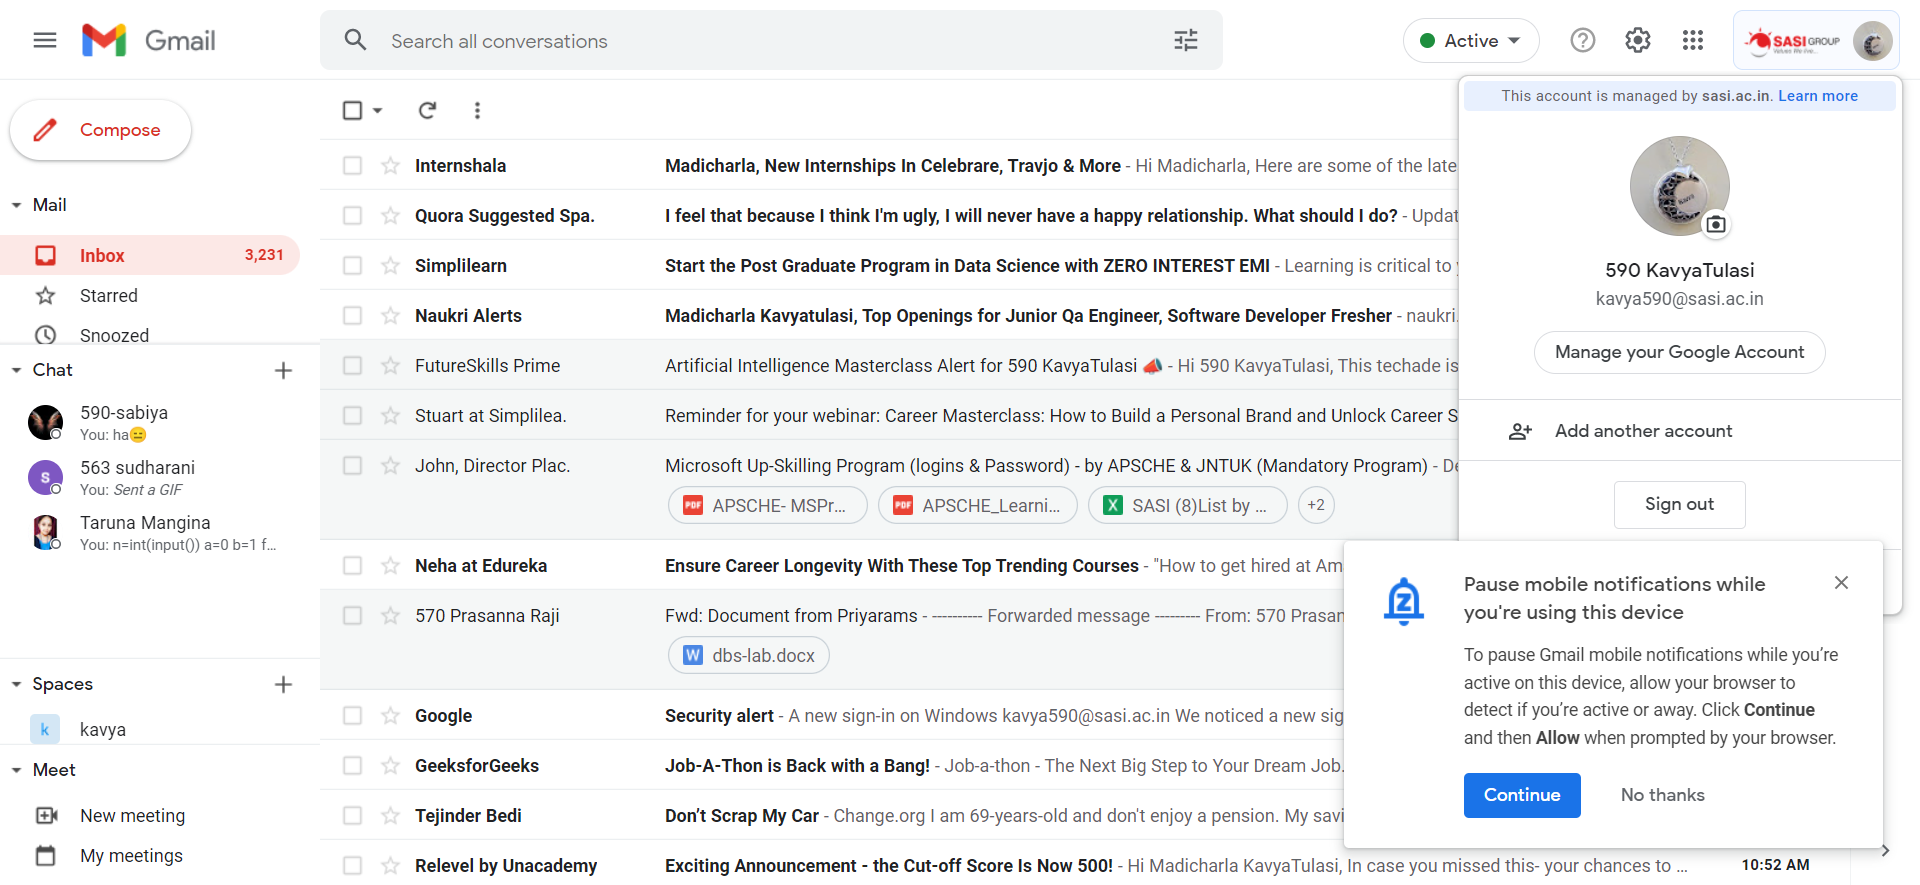 Gmail
Search all conversations
Active
SASI GROUP
Compose
Mail
Inbox 3,231
Starred
Snoozed
Chat
590-sabiya
You: ha😑
563 sudharani
You: Sent a GIF
Taruna Mangina
You: n=int(input()) a=0 b=1 f...
Spaces
k kavya
Meet
New meeting
My meetings
Internshala Madicharla, New Internships In Celebrare, Travjo & More - Hi Madicharla, Here are some of the late
Quora Suggested Spa. I feel that because I think I'm ugly, I will never have a happy relationship. What should I do? - Updat
Simplilearn Start the Post Graduate Program in Data Science with ZERO INTEREST EMI - Learning is critical to
Naukri Alerts Madicharla Kavyatulasi, Top Openings for Junior Qa Engineer, Software Developer Fresher - naukri.
FutureSkills Prime Artificial Intelligence Masterclass Alert for 590 KavyaTulasi 📣 - Hi 590 KavyaTulasi, This techade is
Stuart at Simplilea. Reminder for your webinar: Career Masterclass: How to Build a Personal Brand and Unlock Career S
John, Director Plac. Microsoft Up-Skilling Program (logins & Password) - by APSCHE & JNTUK (Mandatory Program) - De
PDF APSCHE- MSPr... PDF APSCHE_Learni... X SASI (8)List by ... +2
Neha at Edureka Ensure Career Longevity With These Top Trending Courses - "How to get hired at Am
570 Prasanna Raji Fwd: Document from Priyarams - ---------- Forwarded message --------- From: 570 Prasan
W dbs-lab.docx
Google Security alert - A new sign-in on Windows kavya590@sasi.ac.in We noticed a new sig
GeeksforGeeks Job-A-Thon is Back with a Bang! - Job-a-thon - The Next Big Step to Your Dream Job.
Tejinder Bedi Don’t Scrap My Car - Change.org I am 69-years-old and don't enjoy a pension. My savi
Relevel by Unacademy Exciting Announcement - the Cut-off Score Is Now 500! - Hi Madicharla KavyaTulasi, In case you missed this- your chances to ... 10:52 AM
This account is managed by sasi.ac.in. Learn more
590 KavyaTulasi
kavya590@sasi.ac.in
Manage your Google Account
Add another account
Sign out
Pause mobile notifications while
you're using this device
To pause Gmail mobile notifications while you’re
active on this device, allow your browser to
detect if you’re active or away. Click Continue
and then Allow when prompted by your browser.
Continue No thanks